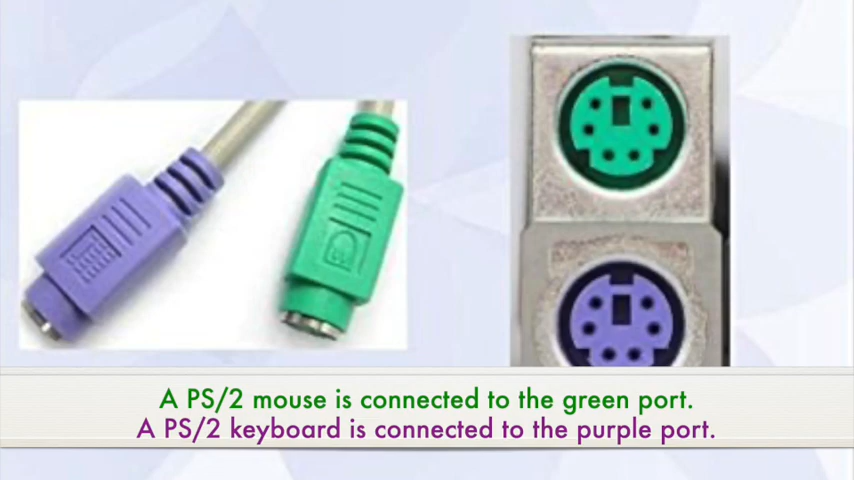 A PS/2 mouse is connected to the green port.
A PS/2 keyboard is connected to the purple port.